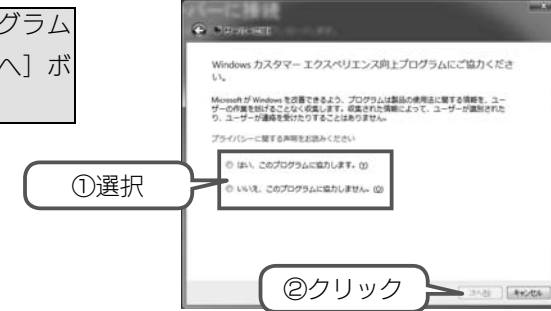 グラム
へ］ボ
バーに接続
Windows カスタマー エクスペリエンス向上プログラムにご協力くださ
い。
Microsoft が Windows を改善できるよう、プログラムは製品の使用法に関する情報を、ユー
ザーの作業を妨げることなく収集します。収集された情報によって、ユーザーが識別された
り、ユーザーが連絡を受けたりすることはありません。
プライバシーに関する声明をお読みください
はい、このプログラムに協力します。(Y)
①選択
いいえ、このプログラムに協力しません。(O)
②クリック
次へ(N)
キャンセル